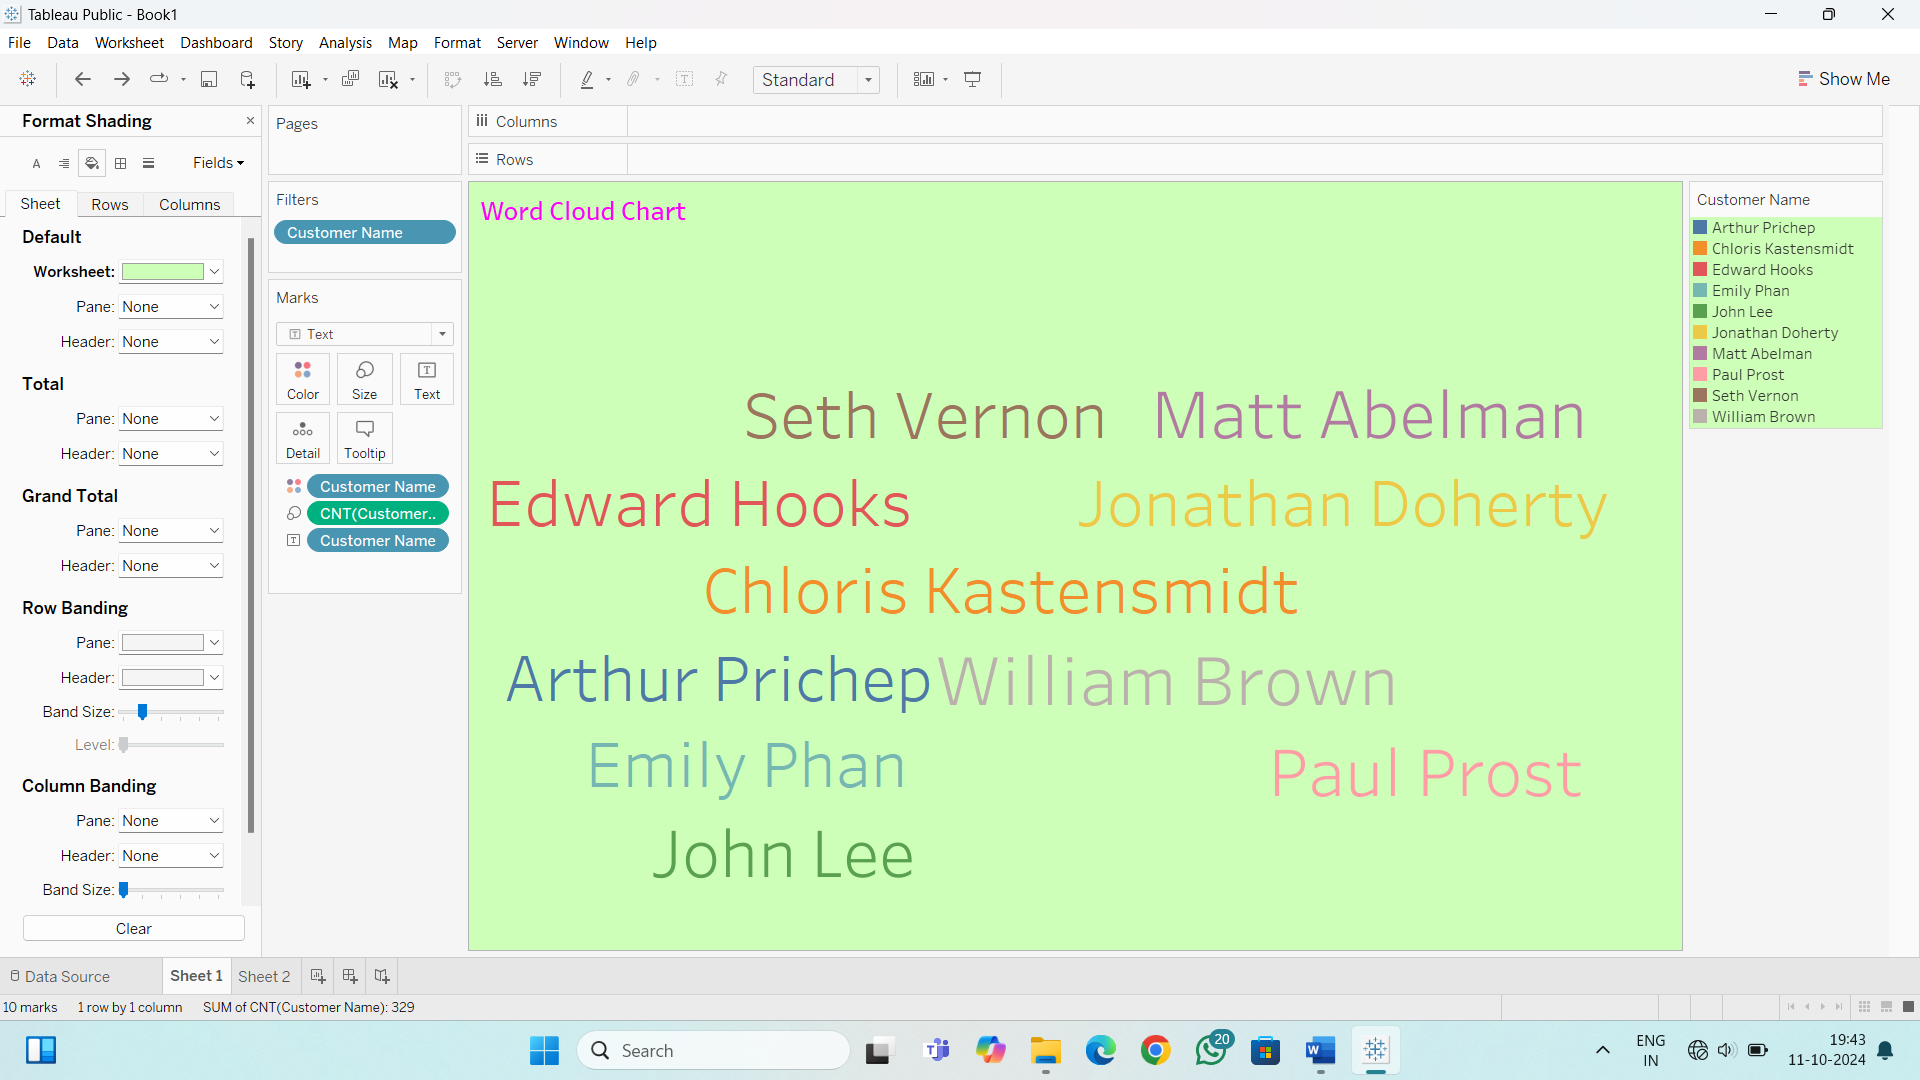 Tableau Public - Book1
File Data Worksheet Dashboard Story Analysis Map Format Server Window Help
Standard
Show Me
Format Shading
Fields
Sheet Rows Columns
Default
Worksheet:
Pane: None
Header: None
Total
Pane: None
Header: None
Grand Total
Pane: None
Header: None
Row Banding
Pane:
Header:
Band Size:
Level:
Column Banding
Pane: None
Header: None
Band Size:
Clear
Pages
Filters
Customer Name
Marks
Text
Color Size Text
Detail Tooltip
Customer Name
CNT(Customer..
Customer Name
Columns
Rows
Word Cloud Chart
Seth Vernon Matt Abelman
Edward Hooks Jonathan Doherty
Chloris Kastensmidt
Arthur Prichep William Brown
Emily Phan Paul Prost
John Lee
Customer Name
Arthur Prichep
Chloris Kastensmidt
Edward Hooks
Emily Phan
John Lee
Jonathan Doherty
Matt Abelman
Paul Prost
Seth Vernon
William Brown
Data Source Sheet 1 Sheet 2
10 marks 1 row by 1 column SUM of CNT(Customer Name): 329
Search
20
ENG
IN
19:43
11-10-2024